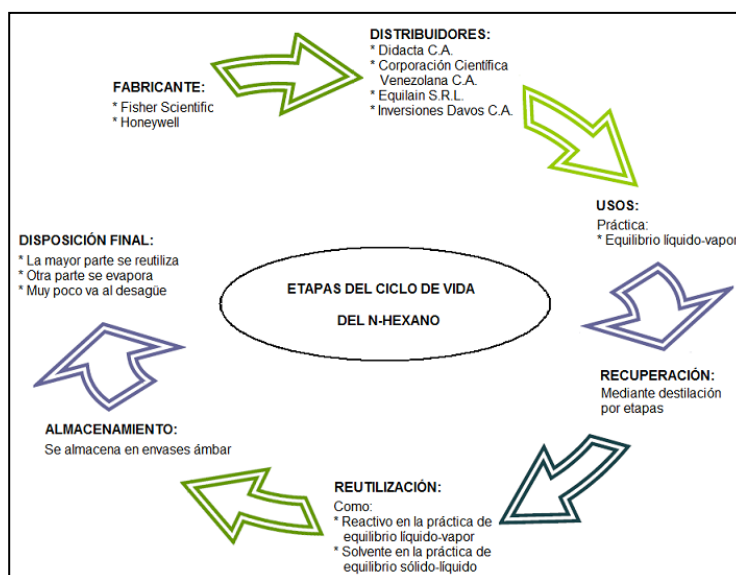 FABRICANTE:
* Fisher Scientific
* Honeywell
DISTRIBUIDORES:
* Didacta C.A.
* Corporación Científica
Venezolana C.A.
* Equilain S.R.L.
* Inversiones Davos C.A.
USOS:
Práctica:
* Equilibrio líquido-vapor
RECUPERACIÓN:
Mediante destilación
por etapas
REUTILIZACIÓN:
Como:
* Reactivo en la práctica de
equilibrio líquido-vapor
* Solvente en la práctica de
equilibrio sólido-líquido
ALMACENAMIENTO:
Se almacena en envases ámbar
DISPOSICIÓN FINAL:
* La mayor parte se reutiliza
* Otra parte se evapora
* Muy poco va al desagüe
ETAPAS DEL CICLO DE VIDA
DEL N-HEXANO